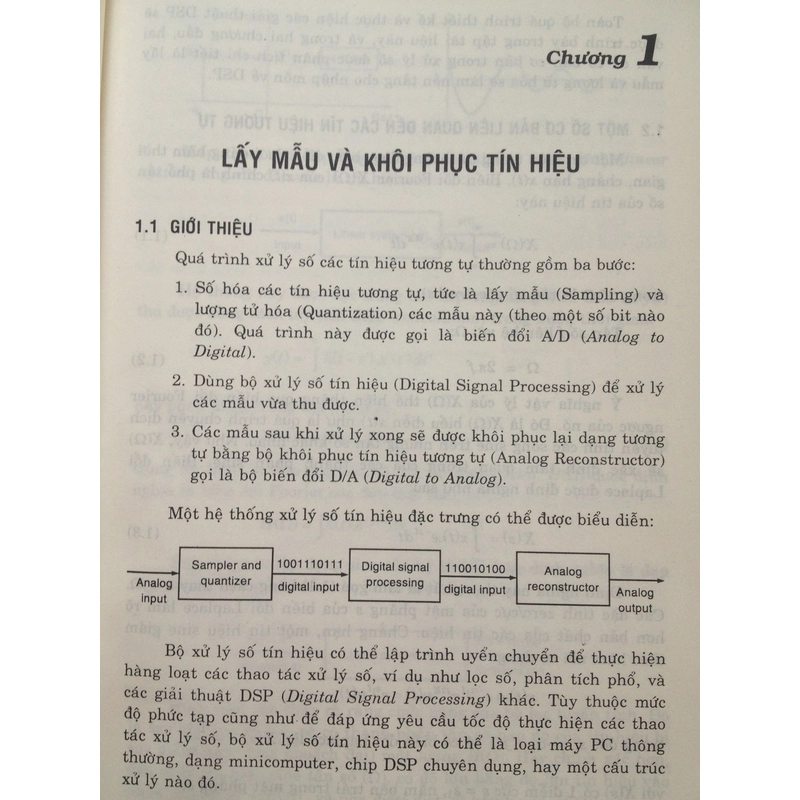 Chương 1
LẤY MẪU VÀ KHÔI PHỤC TÍN HIỆU
1.1 GIỚI THIỆU
Quá trình xử lý số các tín hiệu tương tự thường gồm ba bước:
1. Số hóa các tín hiệu tương tự, tức là lấy mẫu (Sampling) và
lượng tử hóa (Quantization) các mẫu này (theo một số bit nào
đó). Quá trình này được gọi là biến đổi A/D (Analog to
Digital).
2. Dùng bộ xử lý số tín hiệu (Digital Signal Processing) để xử lý
các mẫu vừa thu được.
3. Các mẫu sau khi xử lý xong sẽ được khôi phục lại dạng tương
tự bằng bộ khôi phục tín hiệu tương tự (Analog Reconstructor)
gọi là bộ biến đổi D/A (Digital to Analog).
Một hệ thống xử lý số tín hiệu đặc trưng có thể được biểu diễn:
Analog
input
Sampler and
quantizer
1001110111
digital input
Digital signal
processing
110010100
digital input
Analog
reconstructor
Analog
output
Bộ xử lý số tín hiệu có thể lập trình uyển chuyển để thực hiện
hàng loạt các thao tác xử lý số, ví dụ như lọc số, phân tích phổ, và
các giải thuật DSP (Digital Signal Processing) khác. Tùy thuộc mức
độ phức tạp cũng như để đáp ứng yêu cầu tốc độ thực hiện các thao
tác xử lý số, bộ xử lý số tín hiệu này có thể là loại máy PC thông
thường, dạng minicomputer, chip DSP chuyên dụng, hay một cấu trúc
xử lý nào đó.